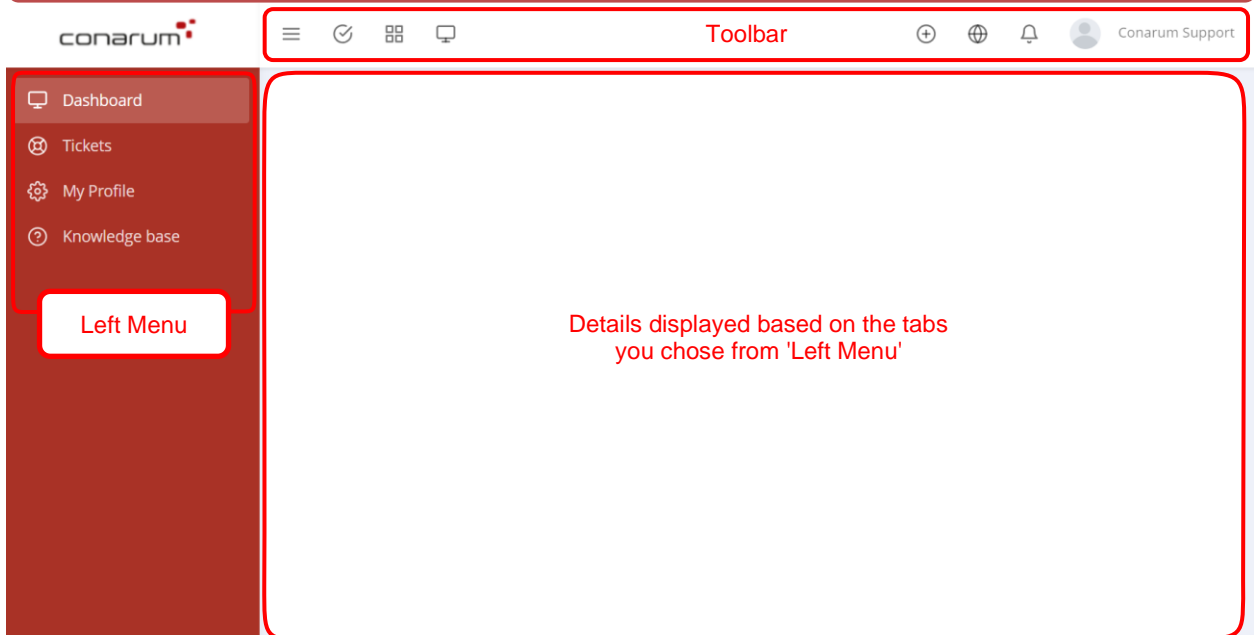 conarum
Toolbar
Conarum Support
Dashboard
Tickets
My Profile
Knowledge base
Left Menu
Details displayed based on the tabs
you chose from 'Left Menu'